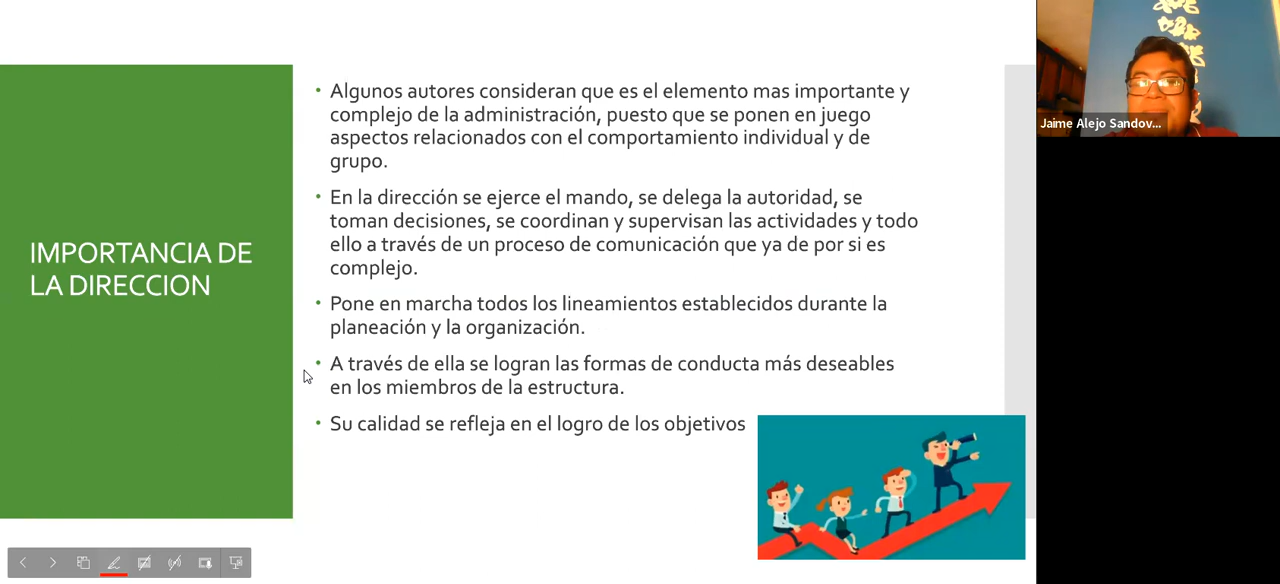 IMPORTANCIA DE
LA DIRECCION
• Algunos autores consideran que es el elemento mas importante y
complejo de la administración, puesto que se ponen en juego
aspectos relacionados con el comportamiento individual y de
grupo.
• En la dirección se ejerce el mando, se delega la autoridad, se
toman decisiones, se coordinan y supervisan las actividades y todo
ello a través de un proceso de comunicación que ya de por si es
complejo.
• Pone en marcha todos los lineamientos establecidos durante la
planeación y la organización.
• A través de ella se logran las formas de conducta más deseables
en los miembros de la estructura.
• Su calidad se refleja en el logro de los objetivos
Jaime Alejo Sandov...